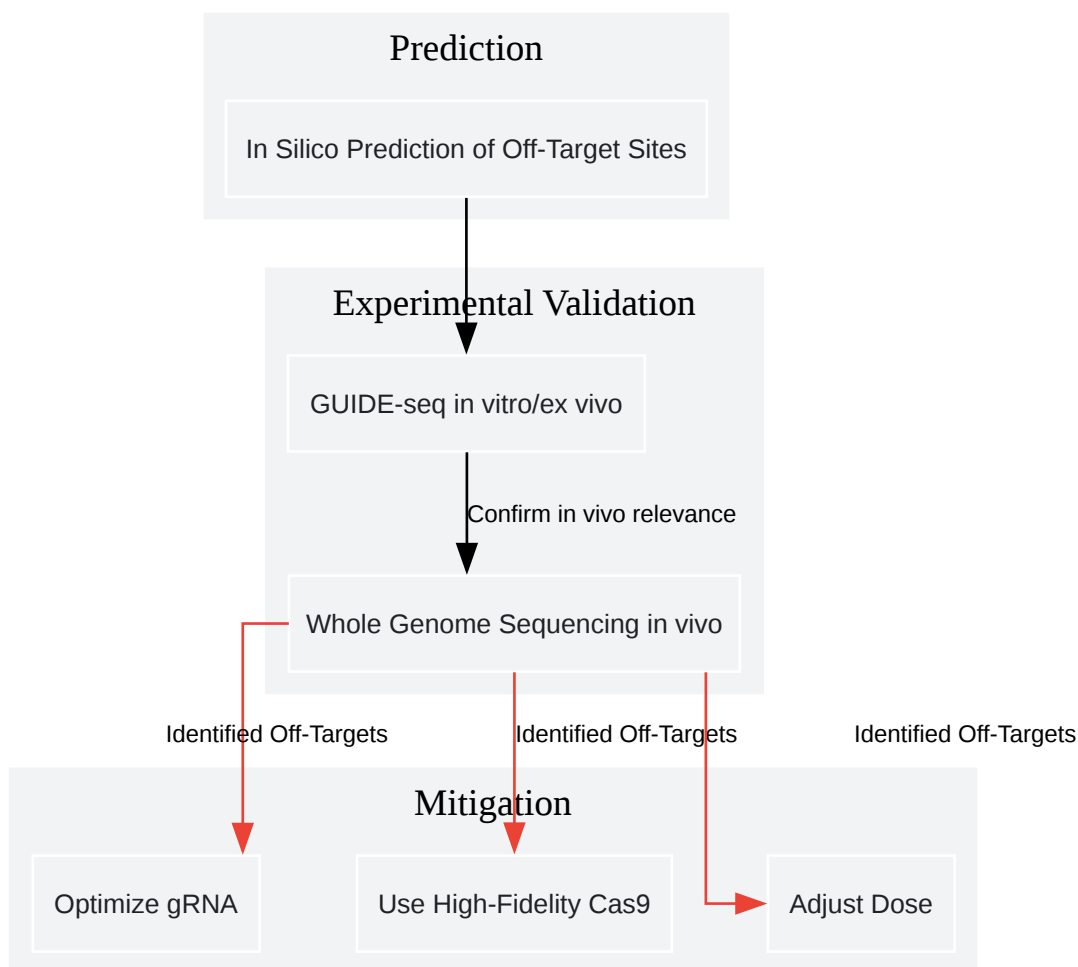 Prediction
In Silico Prediction of Off-Target Sites
Experimental Validation
GUIDE-seq in vitro/ex vivo
Confirm in vivo relevance
Whole Genome Sequencing in vivo
Identified Off-Targets
Identified Off-Targets
Identified Off-Targets
Mitigation
Optimize gRNA
Use High-Fidelity Cas9
Adjust Dose